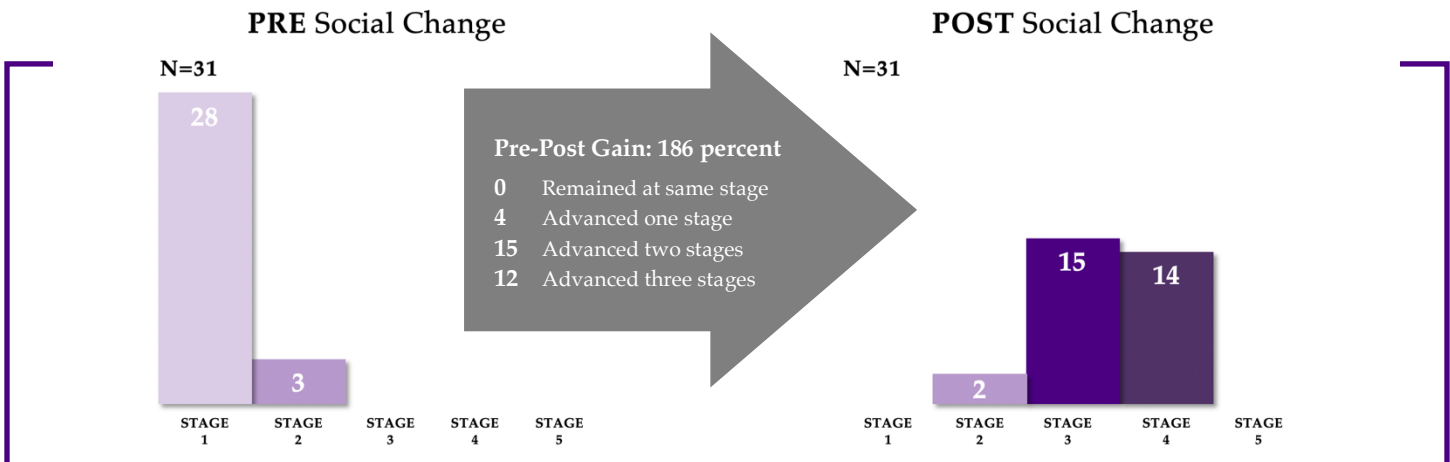 PRE Social Change
N=31
28
3
STAGE
1
STAGE
2
STAGE
3
STAGE
4
STAGE
5
Pre-Post Gain: 186 percent
0 Remained at same stage
4 Advanced one stage
15 Advanced two stages
12 Advanced three stages
POST Social Change
N=31
2
15
14
STAGE
1
STAGE
2
STAGE
3
STAGE
4
STAGE
5